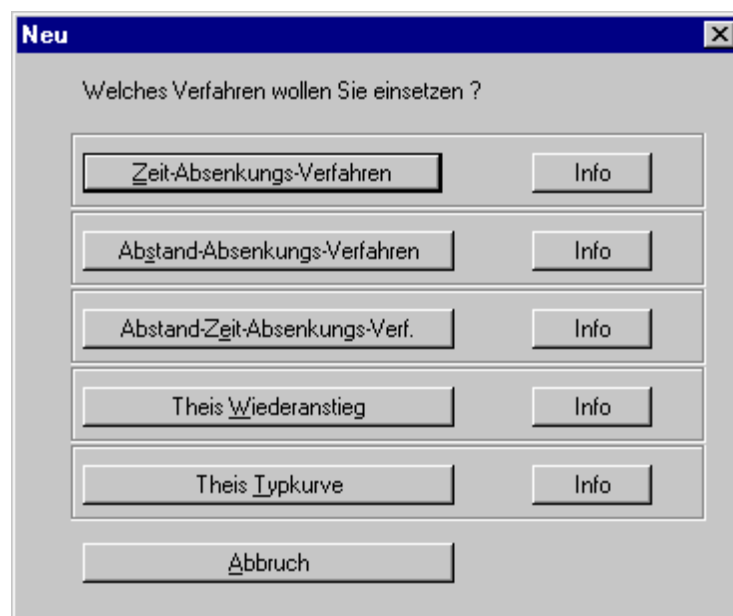 Neu
Welches Verfahren wollen Sie einsetzen ?
Zeit-Absenkungs-Verfahren Info
Abstand-Absenkungs-Verfahren Info
Abstand-Zeit-Absenkungs-Verf. Info
Theis Wiederanstieg Info
Theis Typkurve Info
Abbruch